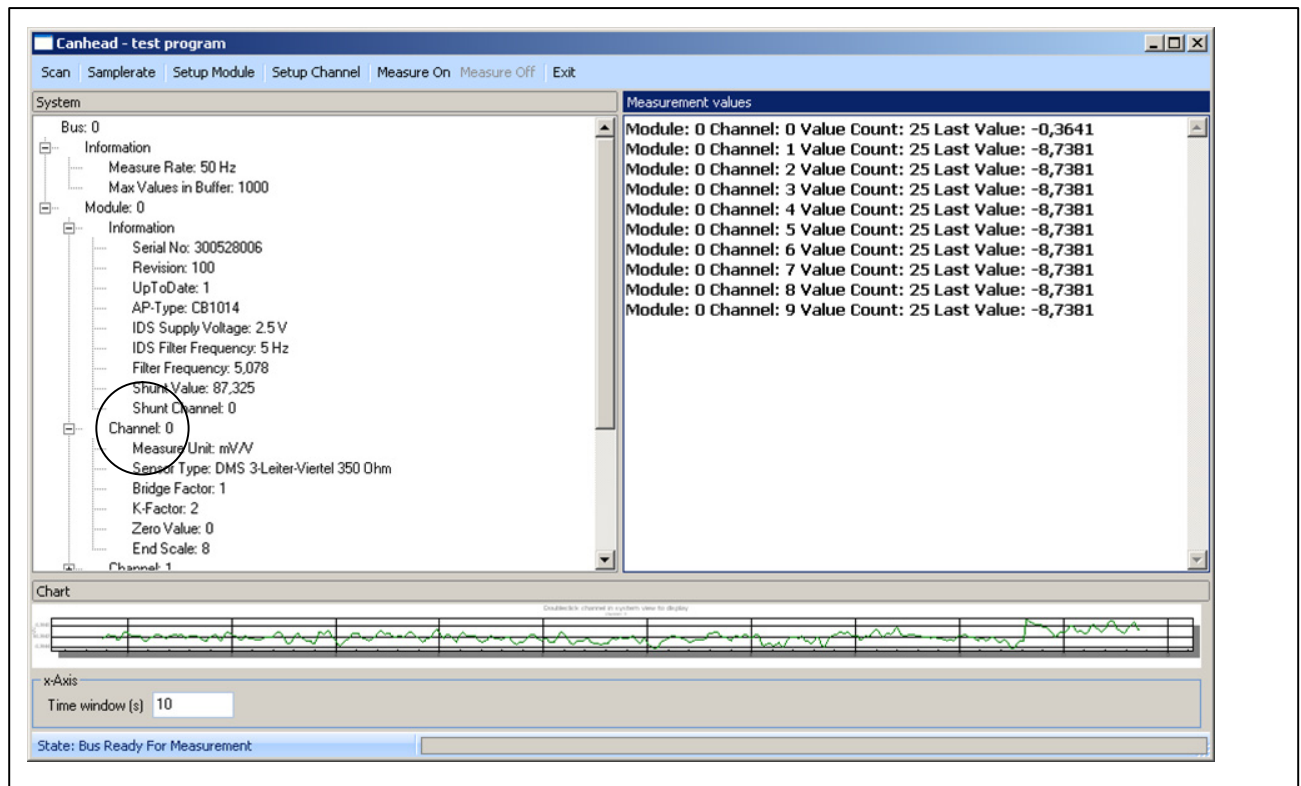 Canhead - test program
Scan Samplerate Setup Module Setup Channel Measure On Measure Off Exit
System
Bus: 0
Information
Measure Rate: 50 Hz
Max Values in Buffer: 1000
Module: 0
Information
Serial No: 300528006
Revision: 100
UpToDate: 1
AP-Type: CB1014
IDS Supply Voltage: 2.5 V
IDS Filter Frequency: 5 Hz
Filter Frequency: 5,078
Shunt Value: 87,325
Shunt Channel: 0
Channel: 0
Measure Unit: mV/V
Sensor Type: DMS 3-Leiter-Viertel 350 Ohm
Bridge Factor: 1
K-Factor: 2
Zero Value: 0
End Scale: 8
Channel: 1
Measurement values
Module: 0 Channel: 0 Value Count: 25 Last Value: -0,3641
Module: 0 Channel: 1 Value Count: 25 Last Value: -8,7381
Module: 0 Channel: 2 Value Count: 25 Last Value: -8,7381
Module: 0 Channel: 3 Value Count: 25 Last Value: -8,7381
Module: 0 Channel: 4 Value Count: 25 Last Value: -8,7381
Module: 0 Channel: 5 Value Count: 25 Last Value: -8,7381
Module: 0 Channel: 6 Value Count: 25 Last Value: -8,7381
Module: 0 Channel: 7 Value Count: 25 Last Value: -8,7381
Module: 0 Channel: 8 Value Count: 25 Last Value: -8,7381
Module: 0 Channel: 9 Value Count: 25 Last Value: -8,7381
Chart
Doubleclick channel in system view to display
x-Axis
Time window (s) 10
State: Bus Ready For Measurement